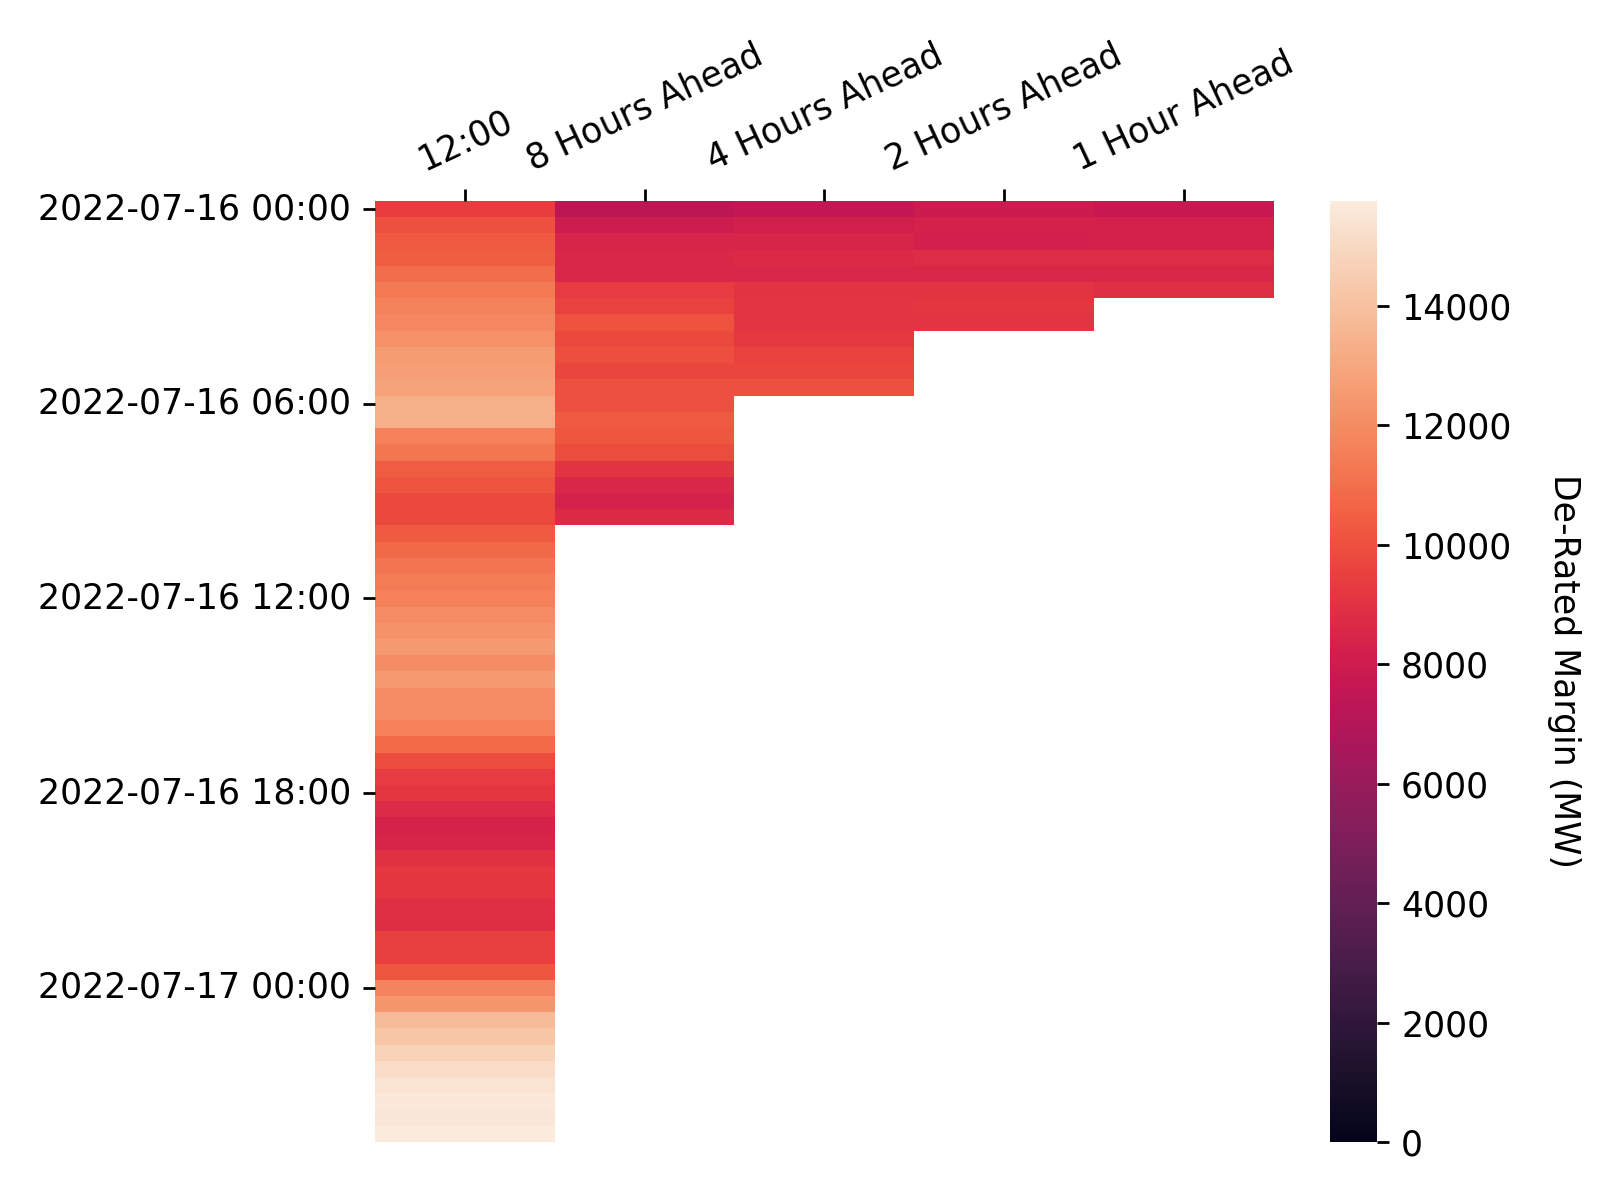 12:00
8 Hours Ahead
4 Hours Ahead
2 Hours Ahead
1 Hour Ahead
2022-07-16 00:00
2022-07-16 06:00
2022-07-16 12:00
2022-07-16 18:00
2022-07-17 00:00
14000
12000
10000
8000
6000
4000
2000
0
De-Rated Margin (MW)